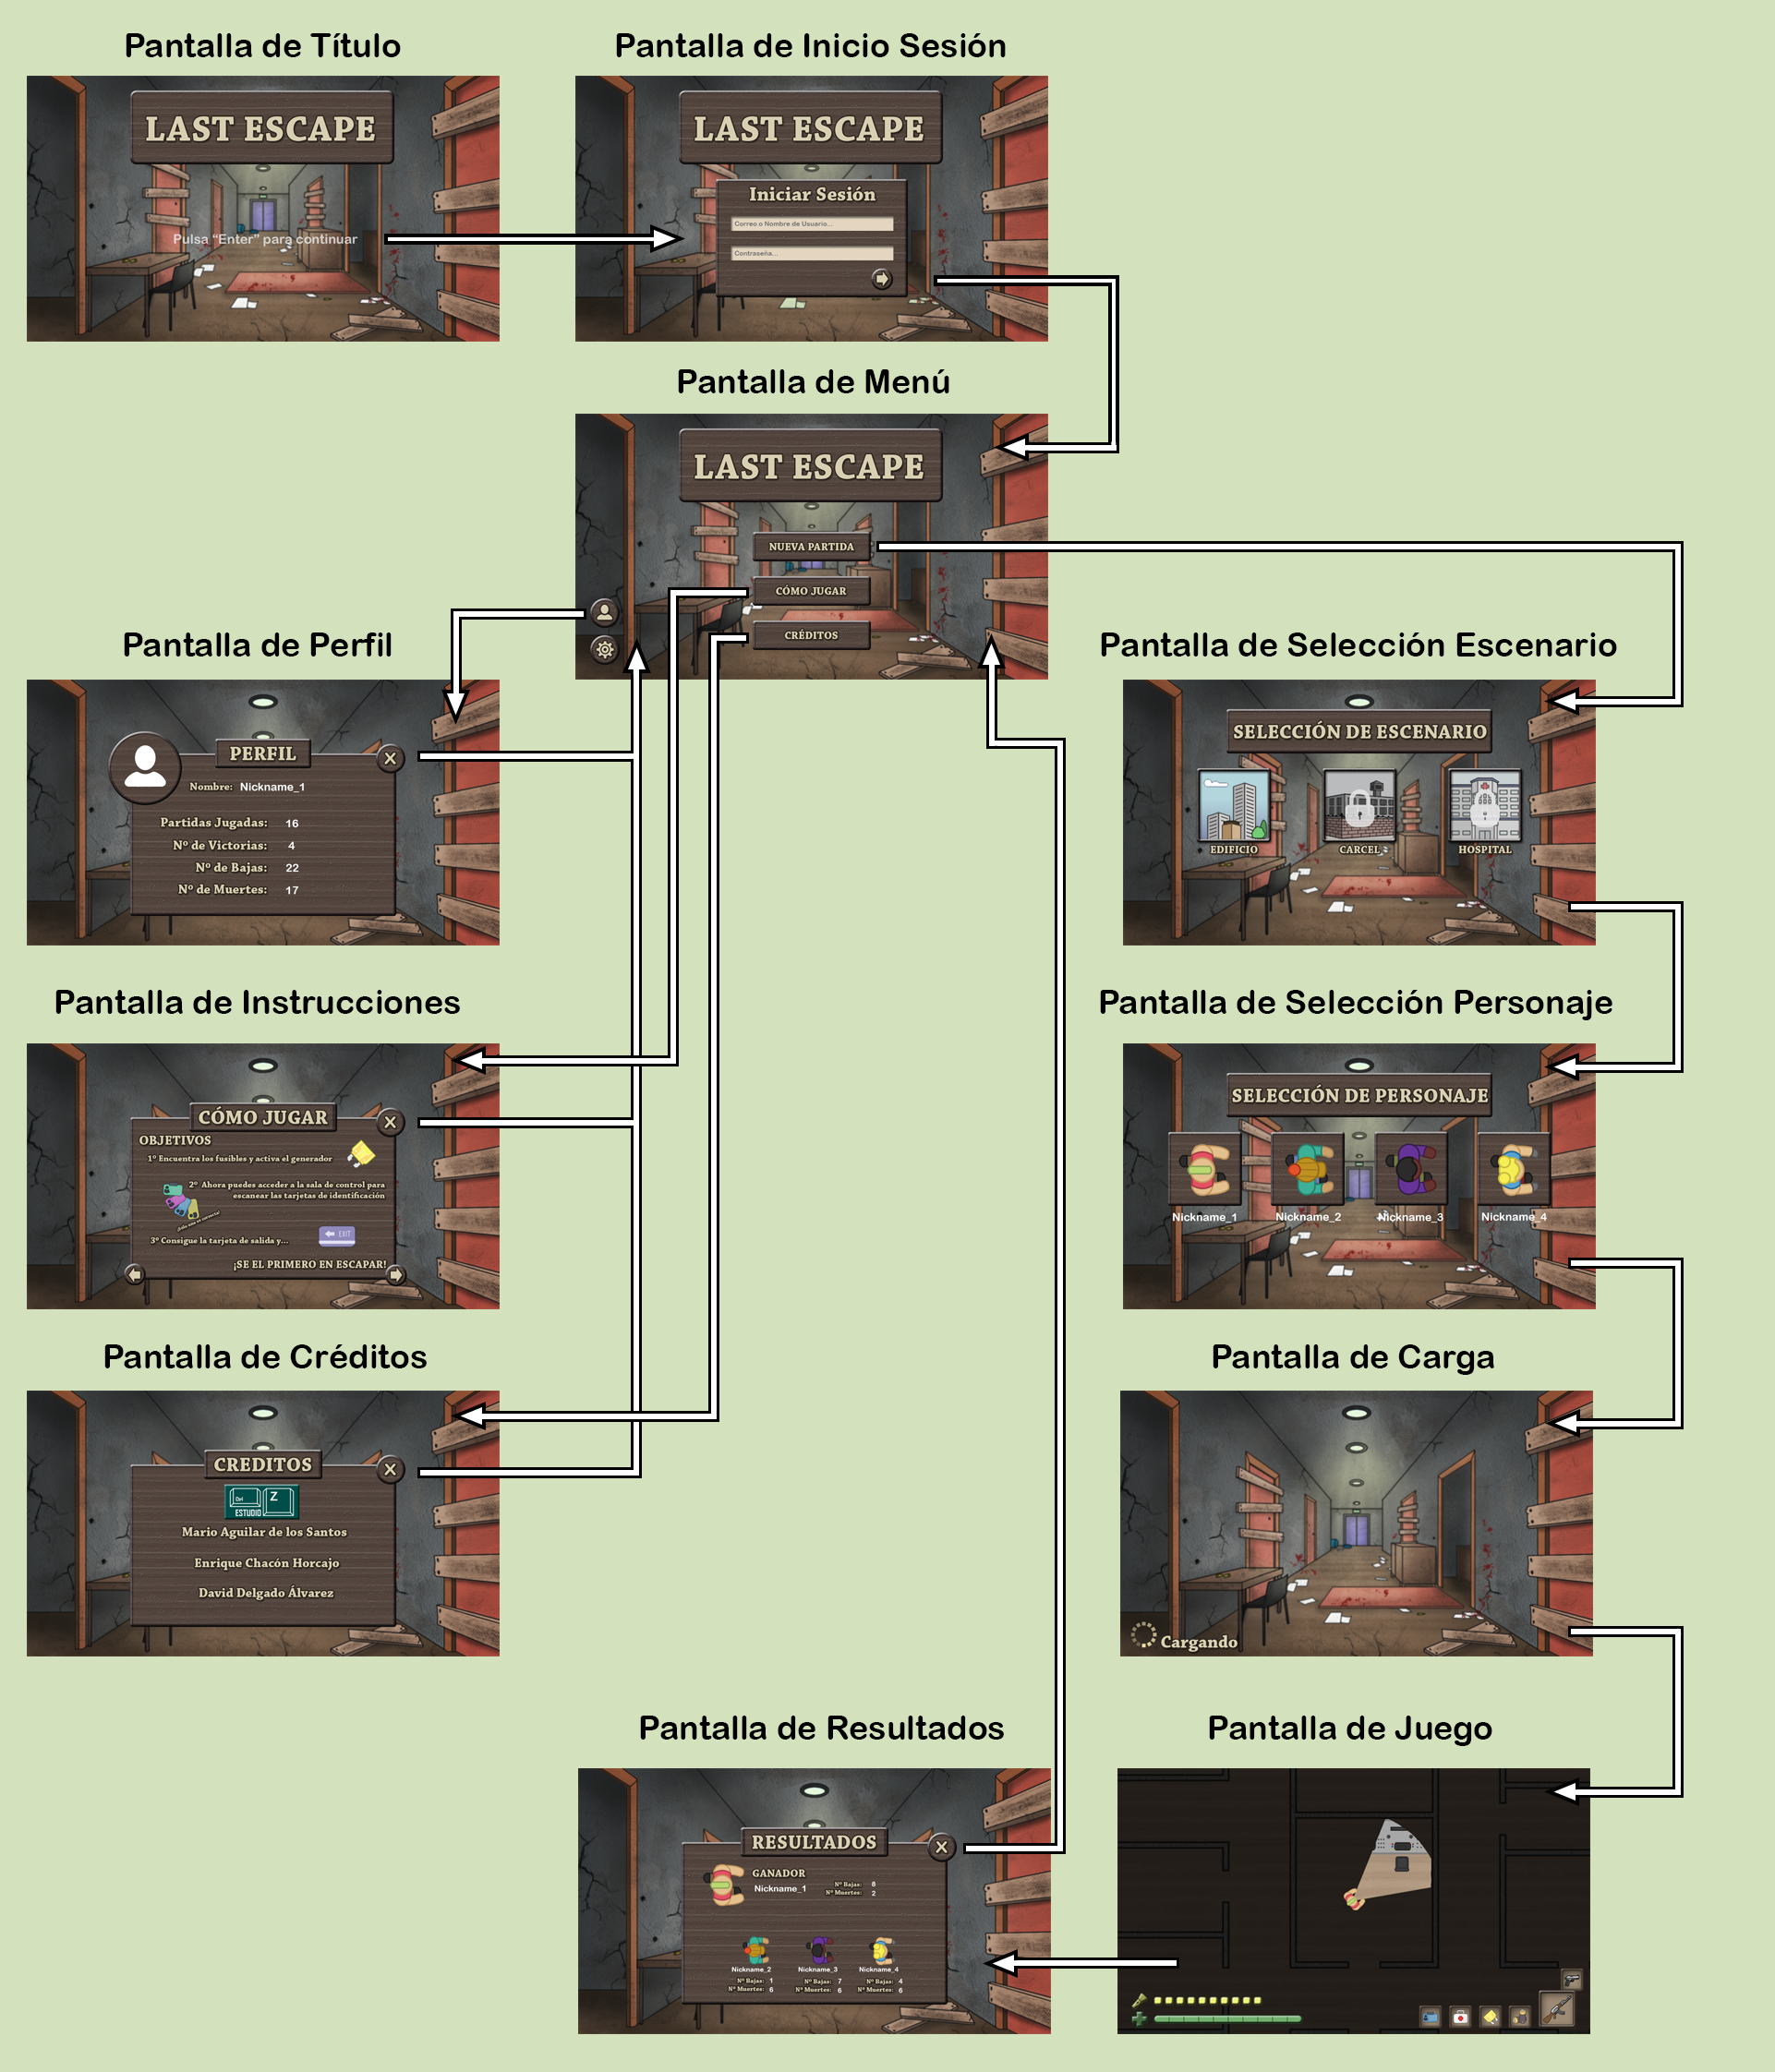 Pantalla de Título
Pantalla de Inicio Sesión
LAST ESCAPE
LAST ESCAPE
Iniciar Sesión
Correo o Nombre de Usuario...
Contraseña...
Pulsa “Enter” para continuar
Pantalla de Menú
LAST ESCAPE
NUEVA PARTIDA
CÓMO JUGAR
CRÉDITOS
Pantalla de Perfil
PERFIL
Nombre: Nickname_1
Partidas Jugadas: 16
Nº de Victorias: 4
Nº de Bajas: 22
Nº de Muertes: 17
Pantalla de Selección Escenario
SELECCIÓN DE ESCENARIO
EDIFICIO
CARCEL
HOSPITAL
Pantalla de Instrucciones
CÓMO JUGAR
X
OBJETIVOS
1º Encuentra los fusibles y activa el generador
2º Ahora puedes acceder a la sala de control para
escanear las tarjetas de identificación
¡Sólo una es correcta!
3º Consigue la tarjeta de salida y...
EXIT
¡SE EL PRIMERO EN ESCAPAR!
Pantalla de Selección Personaje
SELECCIÓN DE PERSONAJE
Nickname_1
Nickname_2
Nickname_3
Nickname_4
Pantalla de Créditos
CREDITOS
X
Ctrl
Z
ESTUDIO
Mario Aguilar de los Santos
Enrique Chacón Horcajo
David Delgado Álvarez
Pantalla de Carga
Cargando
Pantalla de Resultados
RESULTADOS
X
GANADOR
Nickname_1
Nº Bajas: 8
Nº Muertes: 2
Nickname_2
Nº Bajas: 1
Nº Muertes: 6
Nickname_3
Nº Bajas: 7
Nº Muertes: 6
Nickname_4
Nº Bajas: 4
Nº Muertes: 6
Pantalla de Juego